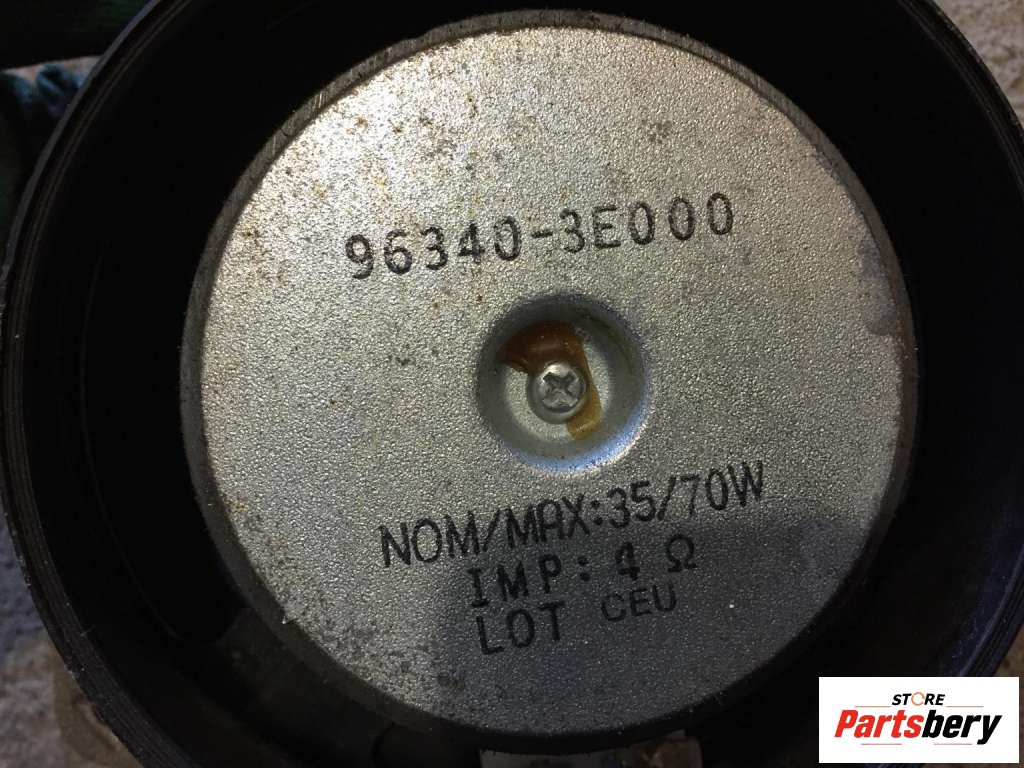 96340-3E000
NOM/MAX:35/70W
IMP: 4 Ω
LOT CEU
STORE
Partsbery